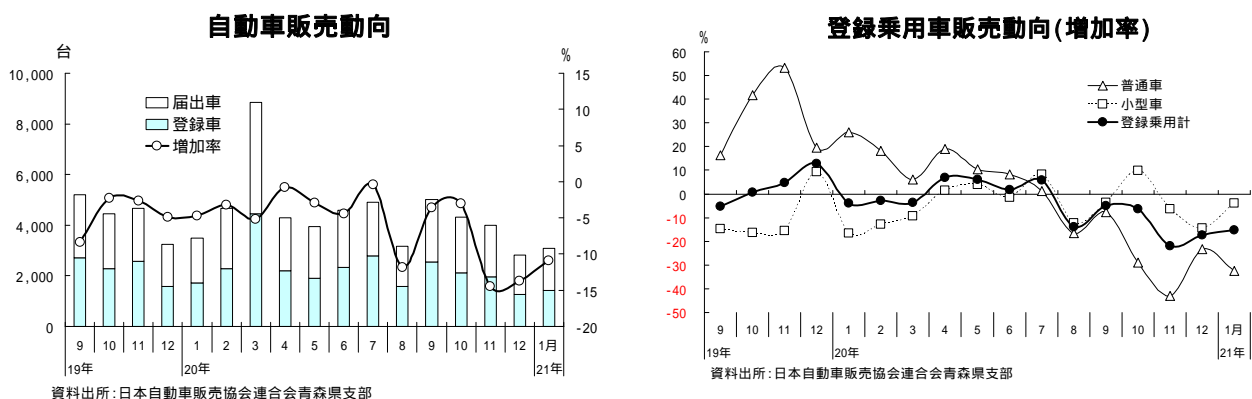 自動車販売動向
台
%
10,000
8,000
6,000
4,000
2,000
0
15
10
5
0
-5
-10
-15
-20
届出車
登録車
増加率
9 10 11 12 1 2 3 4 5 6 7 8 9 10 11 12 1月
19年 20年 21年
資料出所:日本自動車販売協会連合会青森県支部
登録乗用車販売動向(増加率)
%
60
50
40
30
20
10
0
-10
-20
-30
-40
-50
普通車
小型車
登録乗用計
9 10 11 12 1 2 3 4 5 6 7 8 9 10 11 12 1月
19年 20年 21年
資料出所:日本自動車販売協会連合会青森県支部